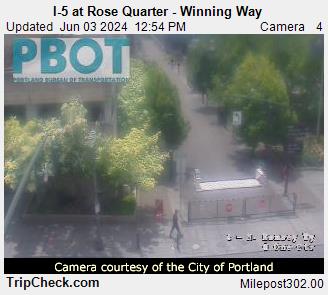 I-5 at Rose Quarter - Winning Way
Updated Jun 03 2024 12:54 PM Camera 4
PBOT
PORTLAND BUREAU OF TRANSPORTATION
Camera courtesy of the City of Portland
TripCheck.com Milepost302.00